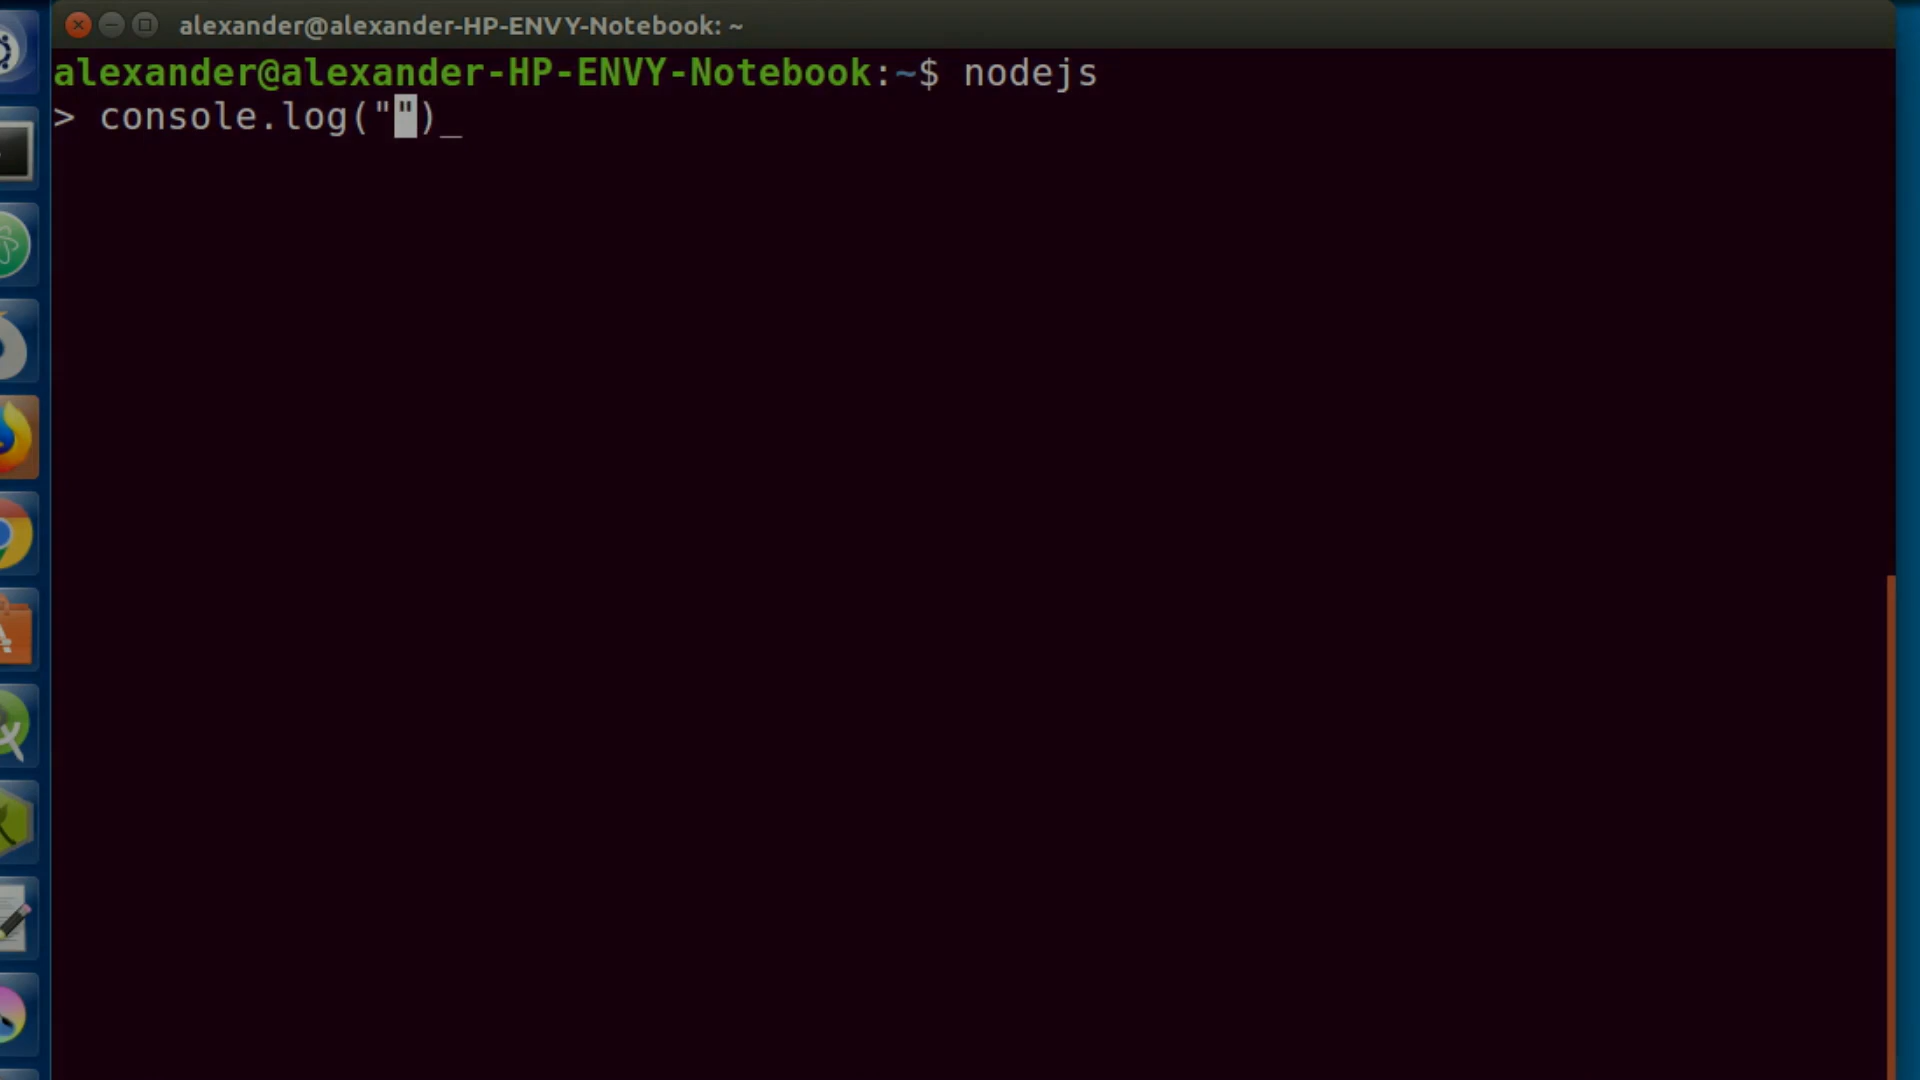 alexander@alexander-HP-ENVY-Notebook: ~
alexander@alexander-HP-ENVY-Notebook:~$ nodejs
> console.log("")_